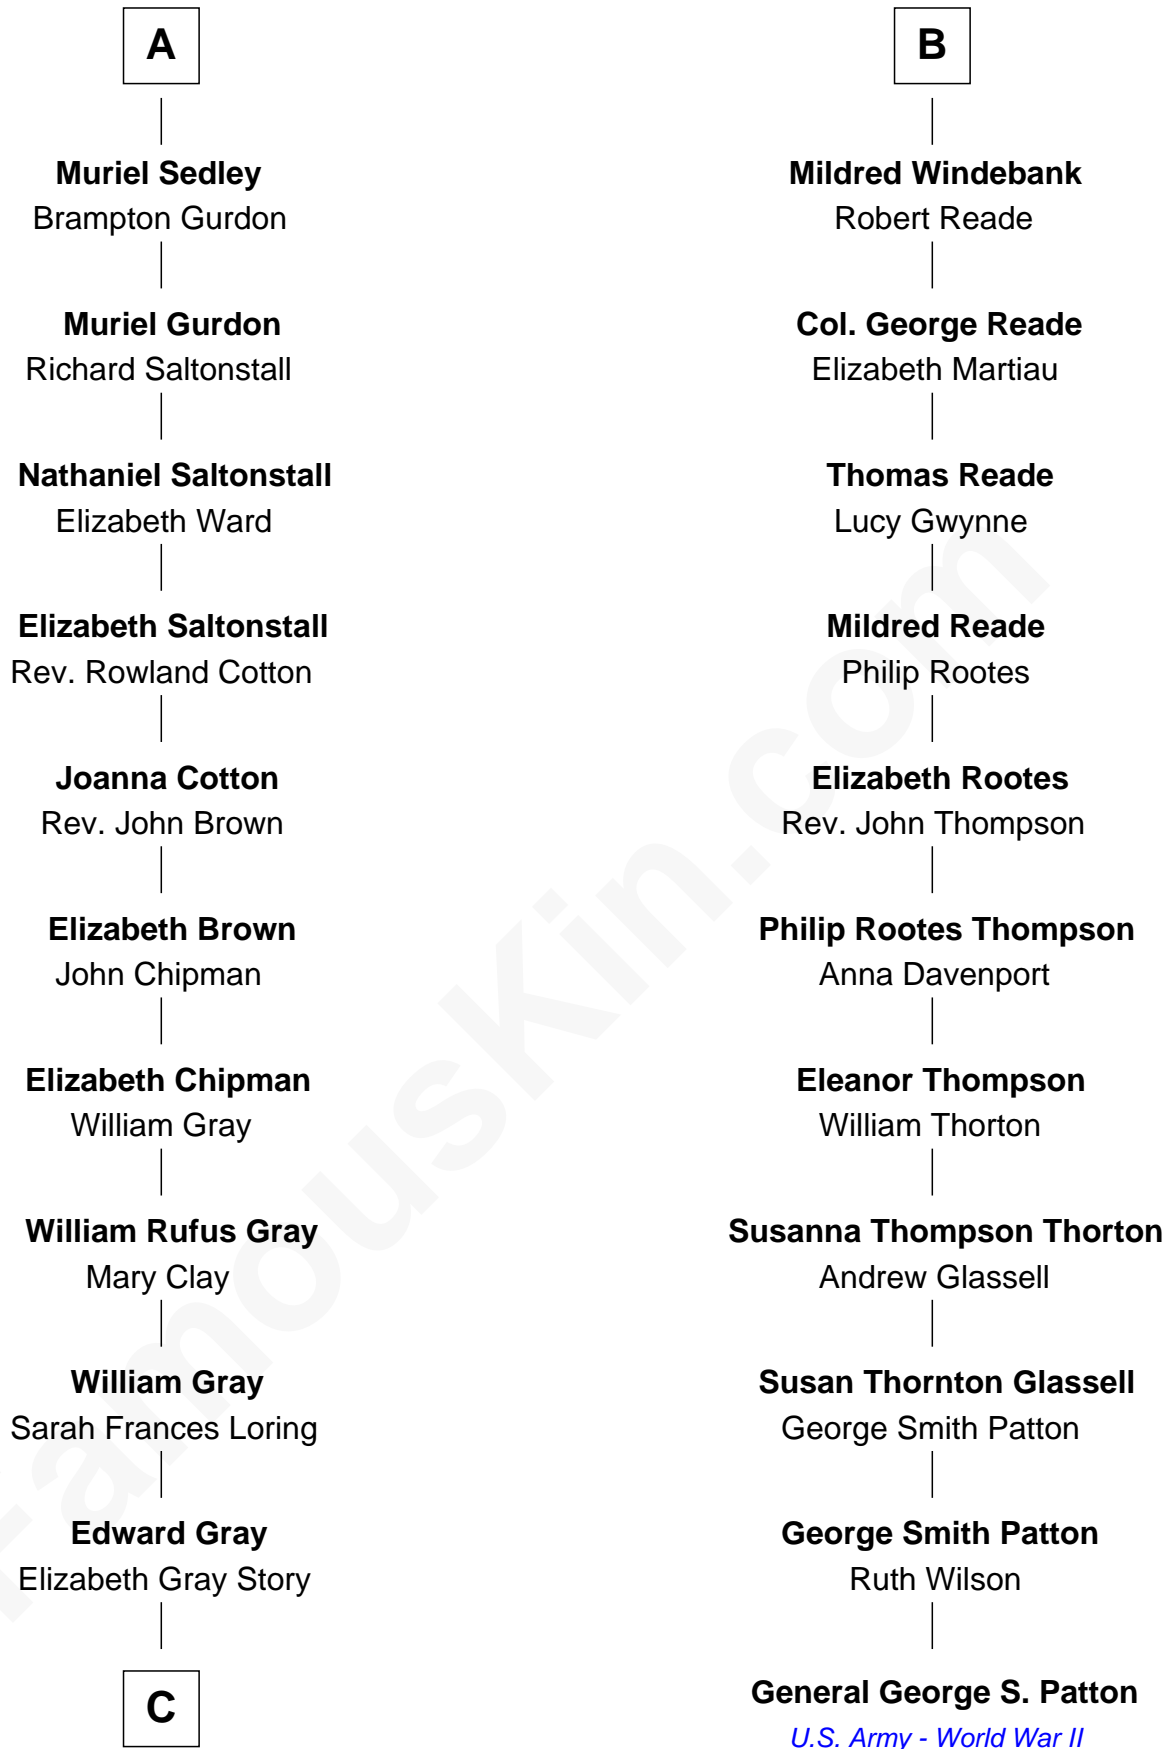 A
Muriel Sedley
Brampton Gurdon
Muriel Gurdon
Richard Saltonstall
Nathaniel Saltonstall
Elizabeth Ward
Elizabeth Saltonstall
Rev. Rowland Cotton
Joanna Cotton
Rev. John Brown
Elizabeth Brown
John Chipman
Elizabeth Chipman
William Gray
William Rufus Gray
Mary Clay
William Gray
Sarah Frances Loring
Edward Gray
Elizabeth Gray Story
C
B
Mildred Windebank
Robert Reade
Col. George Reade
Elizabeth Martiau
Thomas Reade
Lucy Gwynne
Mildred Reade
Philip Rootes
Elizabeth Rootes
Rev. John Thompson
Philip Rootes Thompson
Anna Davenport
Eleanor Thompson
William Thorton
Susanna Thompson Thorton
Andrew Glassell
Susan Thornton Glassell
George Smith Patton
George Smith Patton
Ruth Wilson
General George S. Patton
U.S. Army - World War II
FamousKin.com